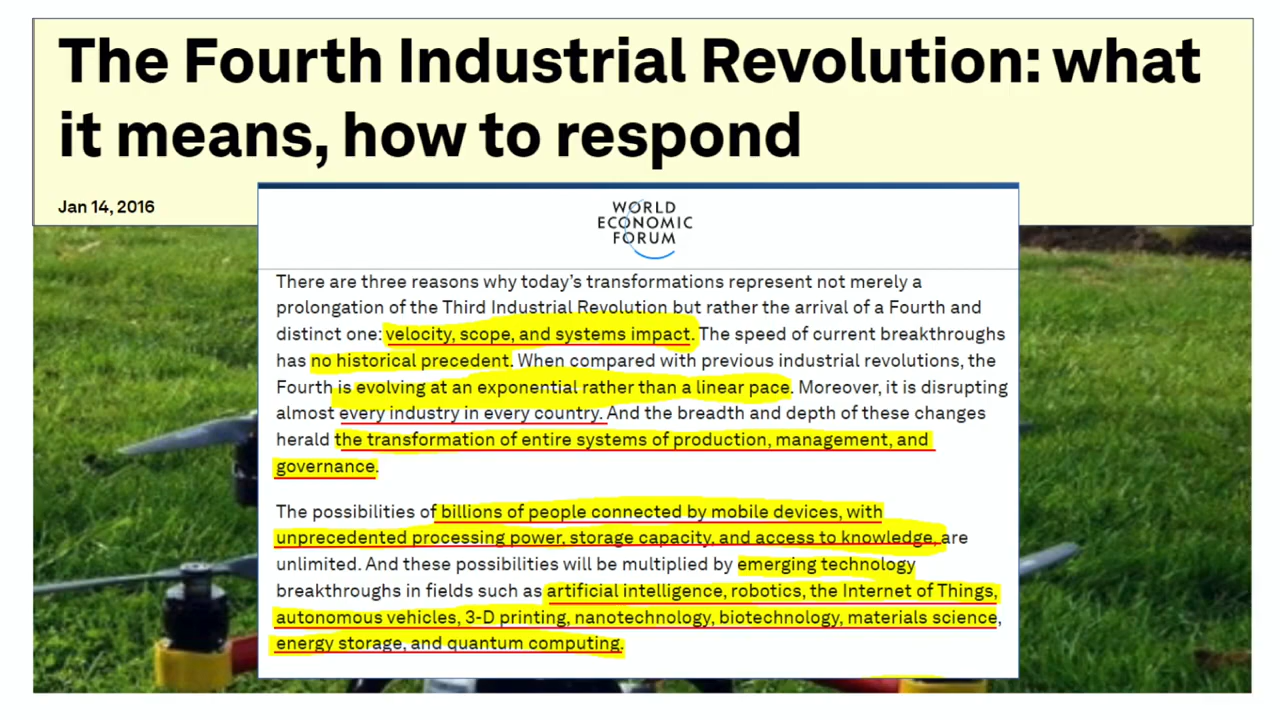 The Fourth Industrial Revolution: what
it means, how to respond
Jan 14, 2016
WORLD
ECONOMIC
FORUM
There are three reasons why today's transformations represent not merely a
prolongation of the Third Industrial Revolution but rather the arrival of a Fourth and
distinct one: velocity, scope, and systems impact. The speed of current breakthroughs
has no historical precedent. When compared with previous industrial revolutions, the
Fourth is evolving at an exponential rather than a linear pace. Moreover, it is disrupting
almost every industry in every country. And the breadth and depth of these changes
herald the transformation of entire systems of production, management, and
governance.
The possibilities of billions of people connected by mobile devices, with
unprecedented processing power, storage capacity, and access to knowledge, are
unlimited. And these possibilities will be multiplied by emerging technology
breakthroughs in fields such as artificial intelligence, robotics, the Internet of Things,
autonomous vehicles, 3-D printing, nanotechnology, biotechnology, materials science,
energy storage, and quantum computing.